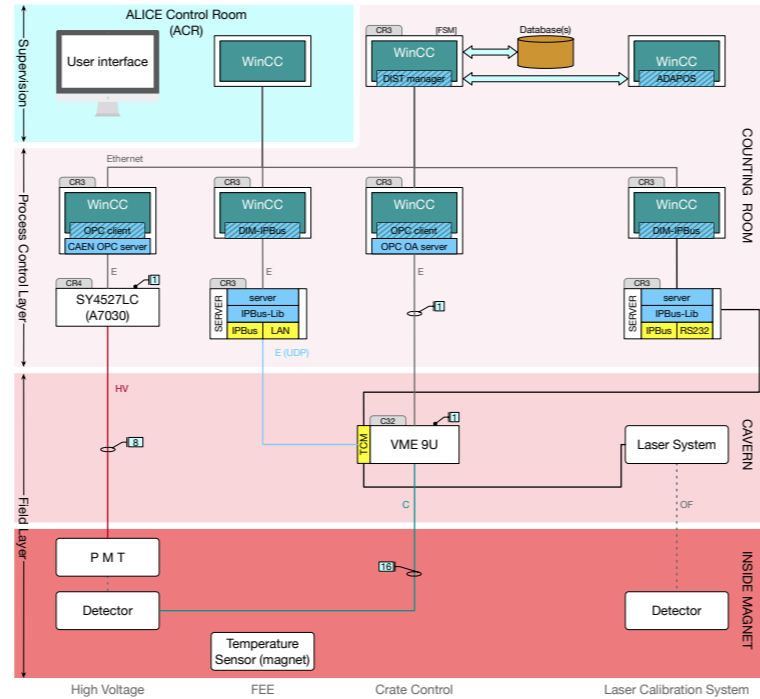 ALICE Control Room
(ACR)
User interface
WinCC
CR3
[FSM]
WinCC
DIST manager
Database(s)
WinCC
ADAPOS
Supervision
COUNTING ROOM
Process Control Layer
Ethernet
CR3
WinCC
OPC client
CAEN OPC server
CR3
WinCC
DIM-IPBus
CR3
WinCC
OPC client
OPC OA server
CR3
WinCC
DIM-IPBus
E
E
E
CR4
1
SY4527LC
(A7030)
CR3
SERVER
server
IPBus-Lib
IPBus
LAN
1
CR3
SERVER
server
IPBus-Lib
IPBus
RS232
E (UDP)
HV
8
C32
1
TCM
VME 9U
Laser System
CAVERN
Field Layer
C
OF
P M T
16
Detector
Detector
INSIDE MAGNET
Temperature
Sensor (magnet)
High Voltage
FEE
Crate Control
Laser Calibration System